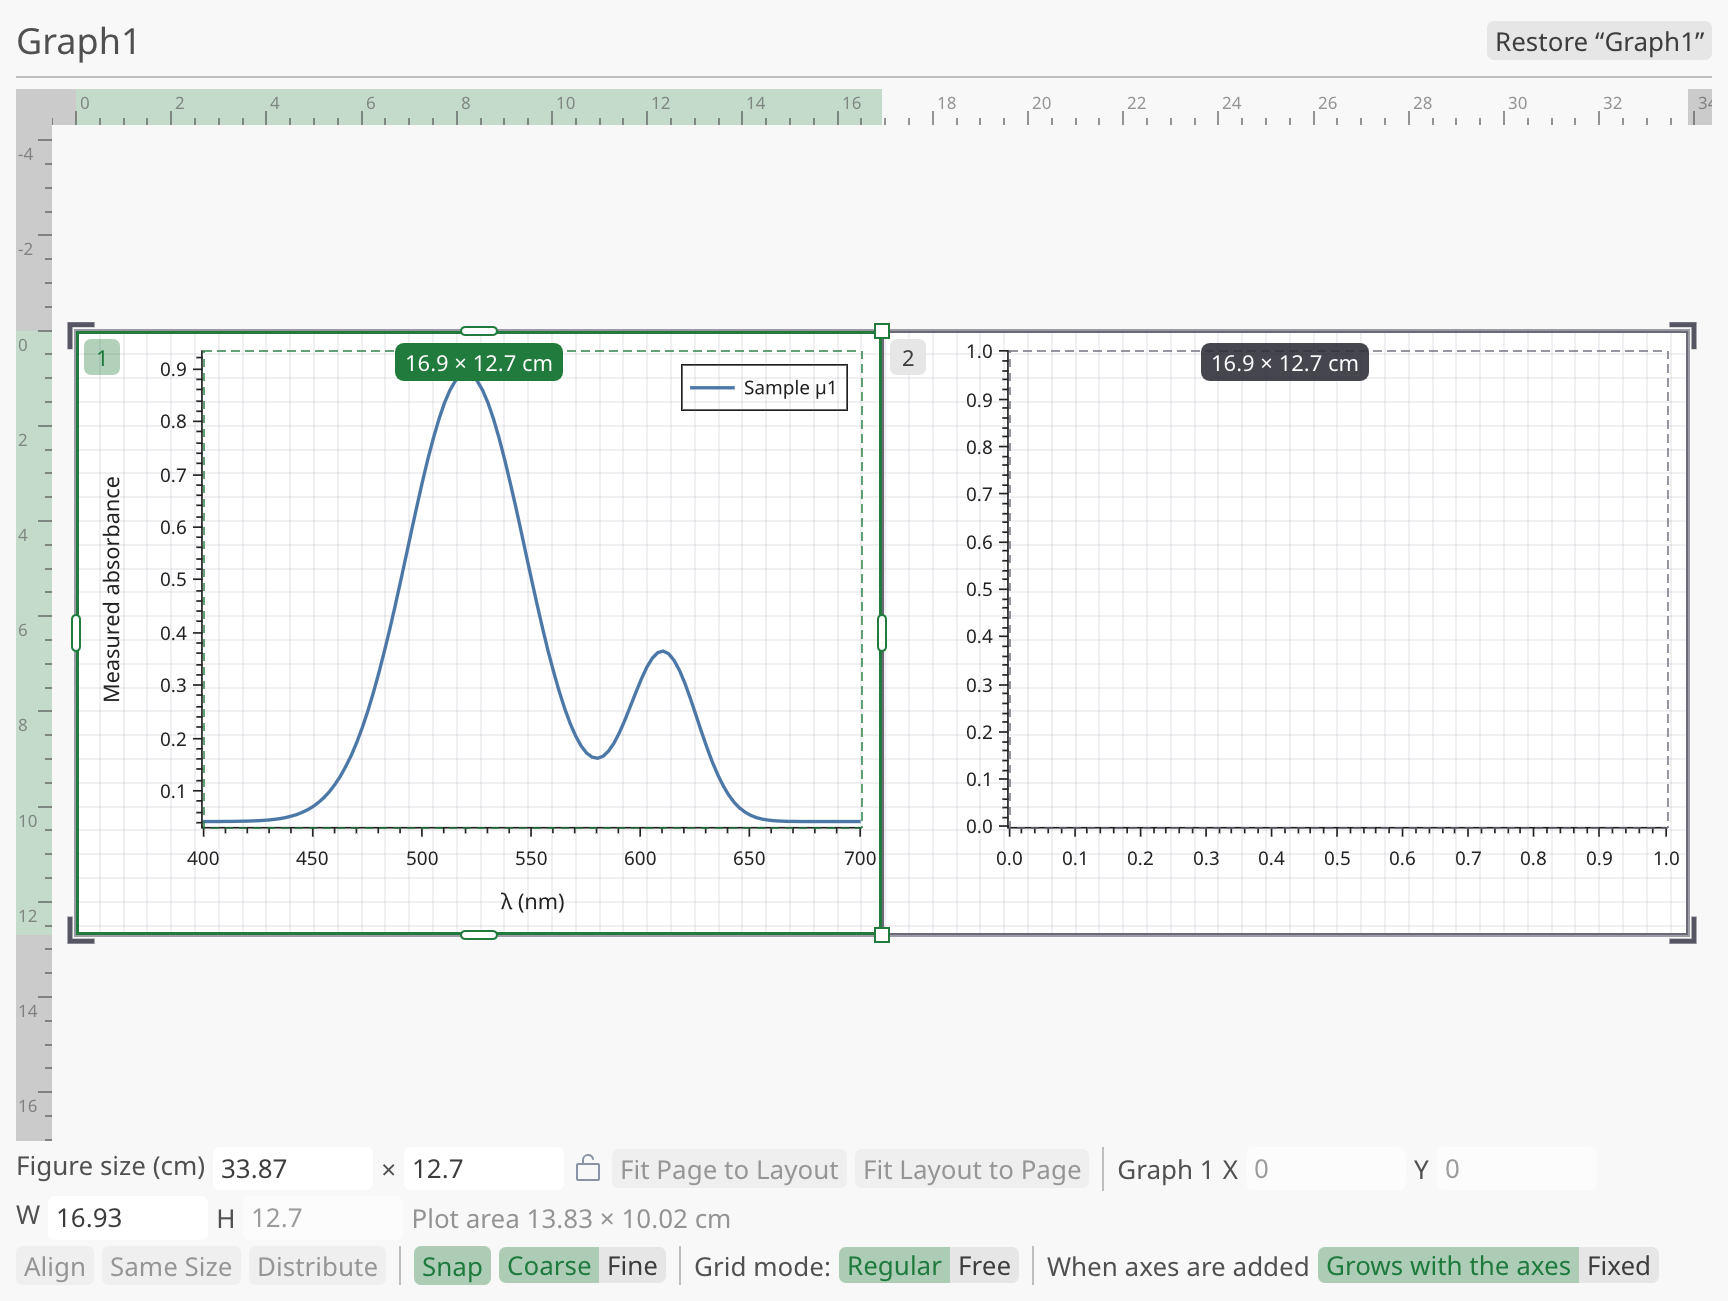 Graph1
Restore “Graph1”
0 2 4 6 8 10 12 14 16 18 20 22 24 26 28 30 32 34
-4
-2
0
2
4
6
8
10
12
14
16
1
16.9 × 12.7 cm
Sample µ1
0.9
0.8
0.7
0.6
0.5
0.4
0.3
0.2
0.1
Measured absorbance
400 450 500 550 600 650 700
λ (nm)
2
16.9 × 12.7 cm
1.0
0.9
0.8
0.7
0.6
0.5
0.4
0.3
0.2
0.1
0.0
0.0 0.1 0.2 0.3 0.4 0.5 0.6 0.7 0.8 0.9 1.0
Figure size (cm) 33.87 × 12.7 Fit Page to Layout Fit Layout to Page Graph 1 X 0 Y 0
W 16.93 H 12.7 Plot area 13.83 × 10.02 cm
Align Same Size Distribute Snap Coarse Fine Grid mode: Regular Free When axes are added Grows with the axes Fixed